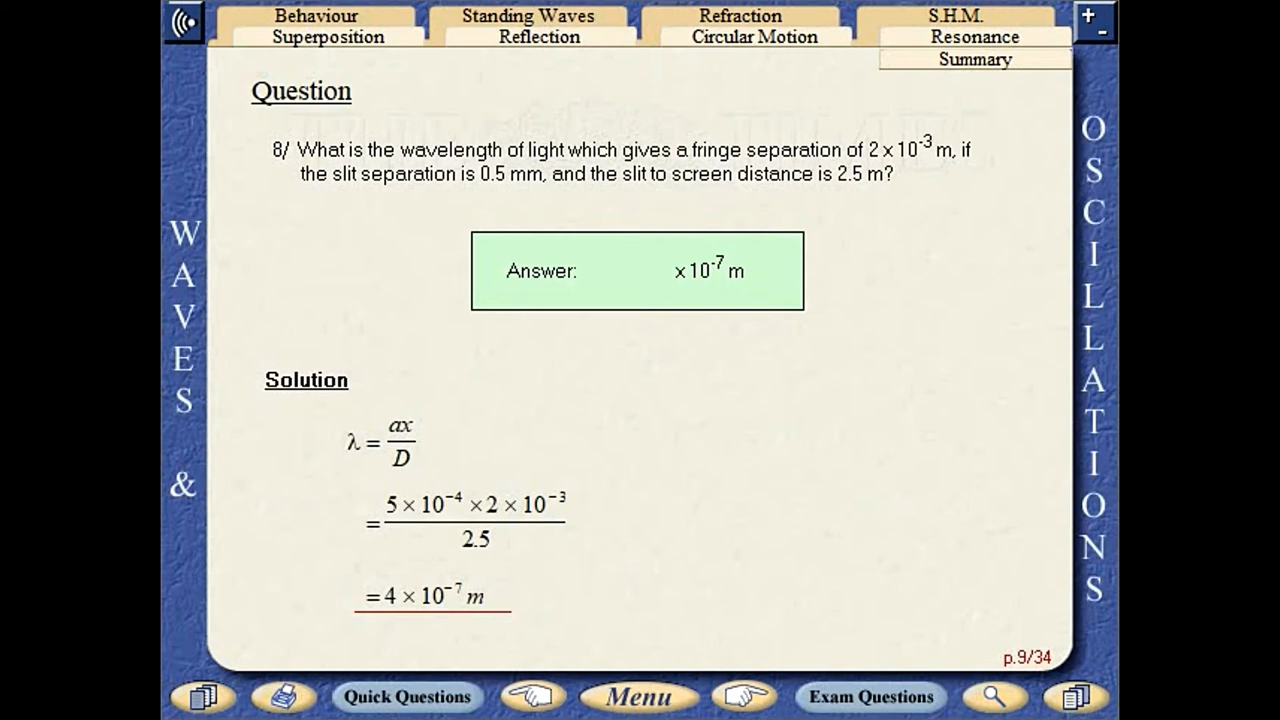 Behaviour Standing Waves Refraction S.H.M.
Superposition Reflection Circular Motion Resonance
Summary
+
-
WAVES &
OSCILLATIONS
Question
8/ What is the wavelength of light which gives a fringe separation of 2 x 10⁻³ m, if
the slit separation is 0.5 mm, and the slit to screen distance is 2.5 m?
Answer: x 10⁻⁷ m
Solution
λ = ax/D
= 5 × 10⁻⁴ × 2 × 10⁻³ / 2.5
= 4 × 10⁻⁷ m
p.9/34
Quick Questions Menu Exam Questions